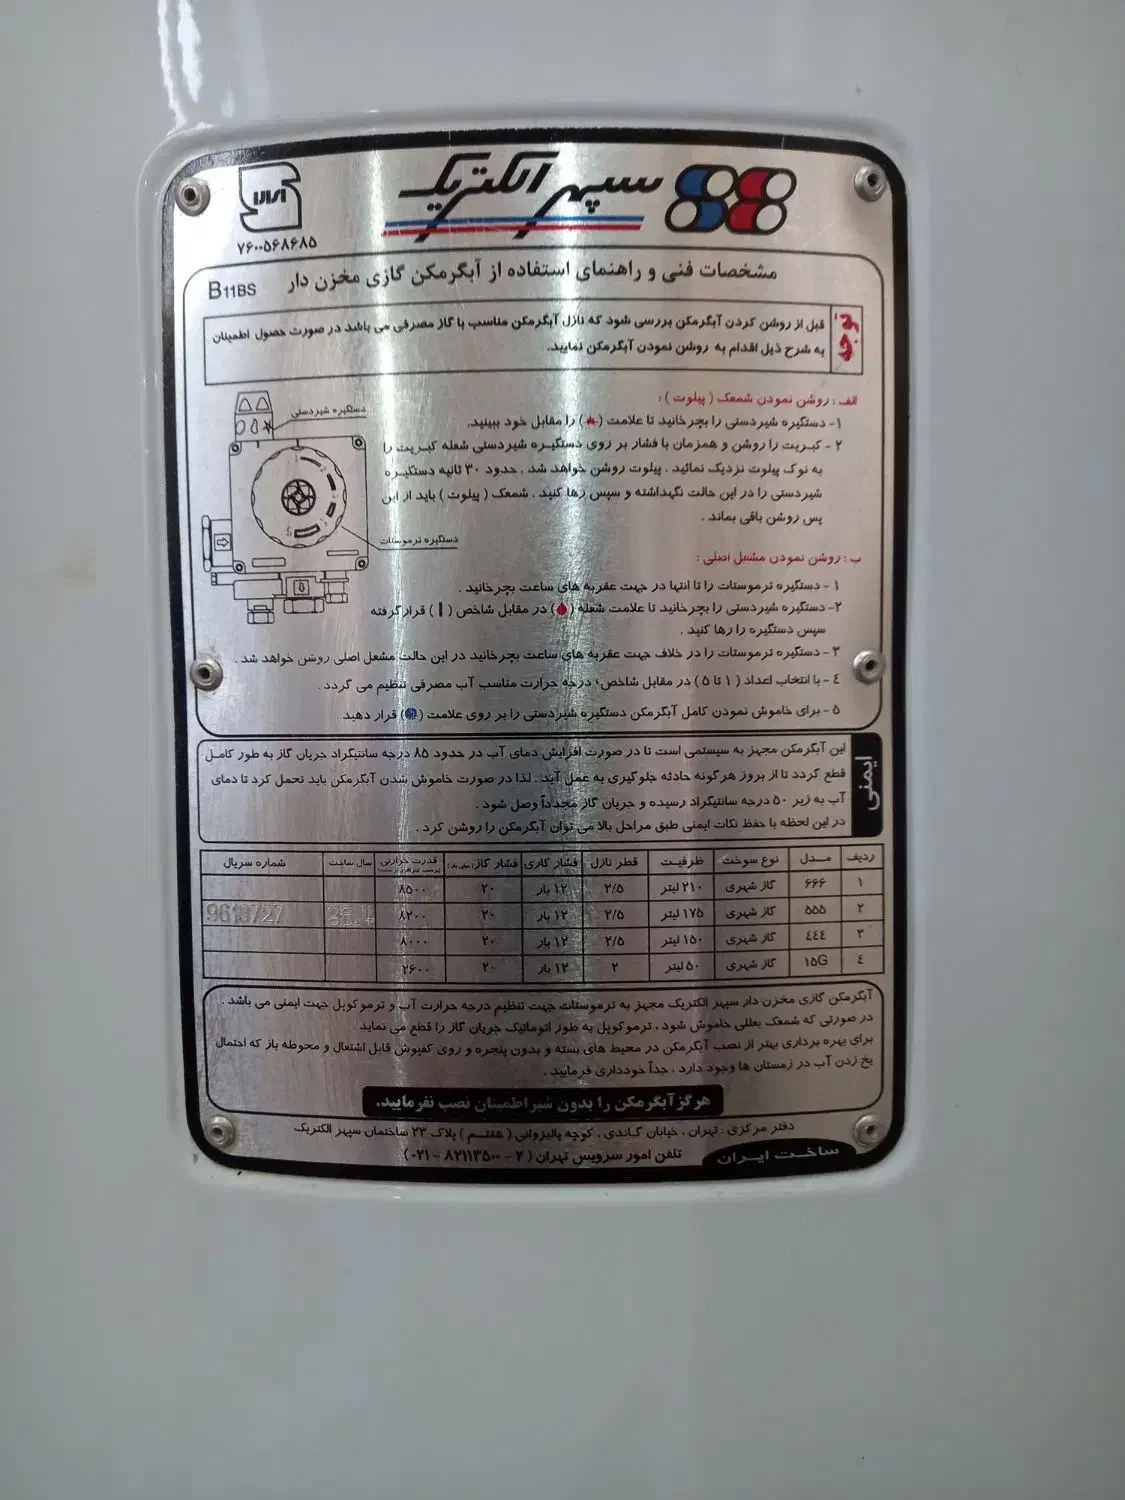 سپهر الکتریک
۷۶۰۰۵۶۸۶۸۵
مشخصات فنی و راهنمای استفاده از آبگرمکن گازی مخزن دار B11BS
توجه
قبل از روشن کردن آبگرمکن بررسی شود که نازل آبگرمکن مناسب با گاز مصرفی می باشد در صورت حصول اطمینان
به شرح ذیل اقدام به روشن نمودن آبگرمکن نمایید.
الف: روشن نمودن شمعک (پیلوت):
۱- دستگیره شیردستی را بچرخانید تا علامت ( ) را مقابل خود ببینید.
۲- کبریت را روشن و همزمان با فشار بر روی دستگیره شیردستی شعله کبریت را
به نوک پیلوت نزدیک نمائید. پیلوت روشن خواهد شد. حدود ۳۰ ثانیه دستگیره
شیردستی را در این حالت نگهداشته و سپس رها کنید. شمعک (پیلوت) باید از این
پس روشن باقی بماند.
دستگیره شیردستی
دستگیره ترموستات
ب: روشن نمودن مشعل اصلی:
۱- دستگیره ترموستات را تا انتها در جهت عقربه های ساعت بچرخانید.
۲- دستگیره شیردستی را بچرخانید تا علامت شعله ( ) در مقابل شاخص (|) قرار گرفته
سپس دستگیره را رها کنید.
۳- دستگیره ترموستات را در خلاف جهت عقربه های ساعت بچرخانید در این حالت مشعل اصلی روشن خواهد شد.
٤- با انتخاب اعداد (۱ تا ۵) در مقابل شاخص، درجه حرارت مناسب آب مصرفی تنظیم می گردد.
۵- برای خاموش نمودن کامل آبگرمکن دستگیره شیردستی را بر روی علامت ( ) قرار دهید.
ایمنی
این آبگرمکن مجهز به سیستمی است تا در صورت افزایش دمای آب در حدود ۸۵ درجه سانتیگراد جریان گاز به طور کامل
قطع گردد تا از بروز هرگونه حادثه جلوگیری به عمل آید. لذا در صورت خاموش شدن آبگرمکن باید تحمل کرد تا دمای
آب به زیر ۵۰ درجه سانتیگراد رسیده و جریان گاز مجدداً وصل شود.
در این لحظه با حفظ نکات ایمنی طبق مراحل بالا می توان آبگرمکن را روشن کرد.
ردیف مـدل نوع سوخت ظرفیت قطر نازل فشار کاری فشار گاز قدرت حرارتی سال ساخت شماره سریال
۱ ۶۶۶ گاز شهری ۲۱۰ لیتر ۲/۵ ۱۲ بار ۲۰ ۸۵۰۰
۲ ۵۵۵ گاز شهری ۱۷۵ لیتر ۲/۵ ۱۲ بار ۲۰ ۸۲۰۰
۳ ٤٤٤ گاز شهری ۱۵۰ لیتر ۲/۵ ۱۲ بار ۲۰ ۸۰۰۰
٤ ۱۵G گاز شهری ۵۰ لیتر ۲ ۱۲ بار ۲۰ ۲۶۰۰
آبگرمکن گازی مخزن دار سپهر الکتریک مجهز به ترموستات جهت تنظیم درجه حرارت آب و ترموکوپل جهت ایمنی می باشد.
در صورتی که شمعک بعللی خاموش شود، ترموکوپل به طور اتوماتیک جریان گاز را قطع می نماید.
برای بهره برداری بهتر از نصب آبگرمکن در محیط های بسته و بدون پنجره و روی کفپوش قابل اشتعال و محوطه باز که احتمال
یخ زدن آب در زمستان ها وجود دارد، جداً خودداری فرمایید.
هرگز آبگرمکن را بدون شیر اطمینان نصب نفرمایید.
دفتر مرکزی: تهران، خیابان گاندی، کوچه پالیزوانی (هفتم) پلاک ۲۳ ساختمان سپهر الکتریک
تلفن امور سرویس تهران (۲ - ۸۲۱۱۳۵۰۰ - ۰۲۱)
ساخت ایران